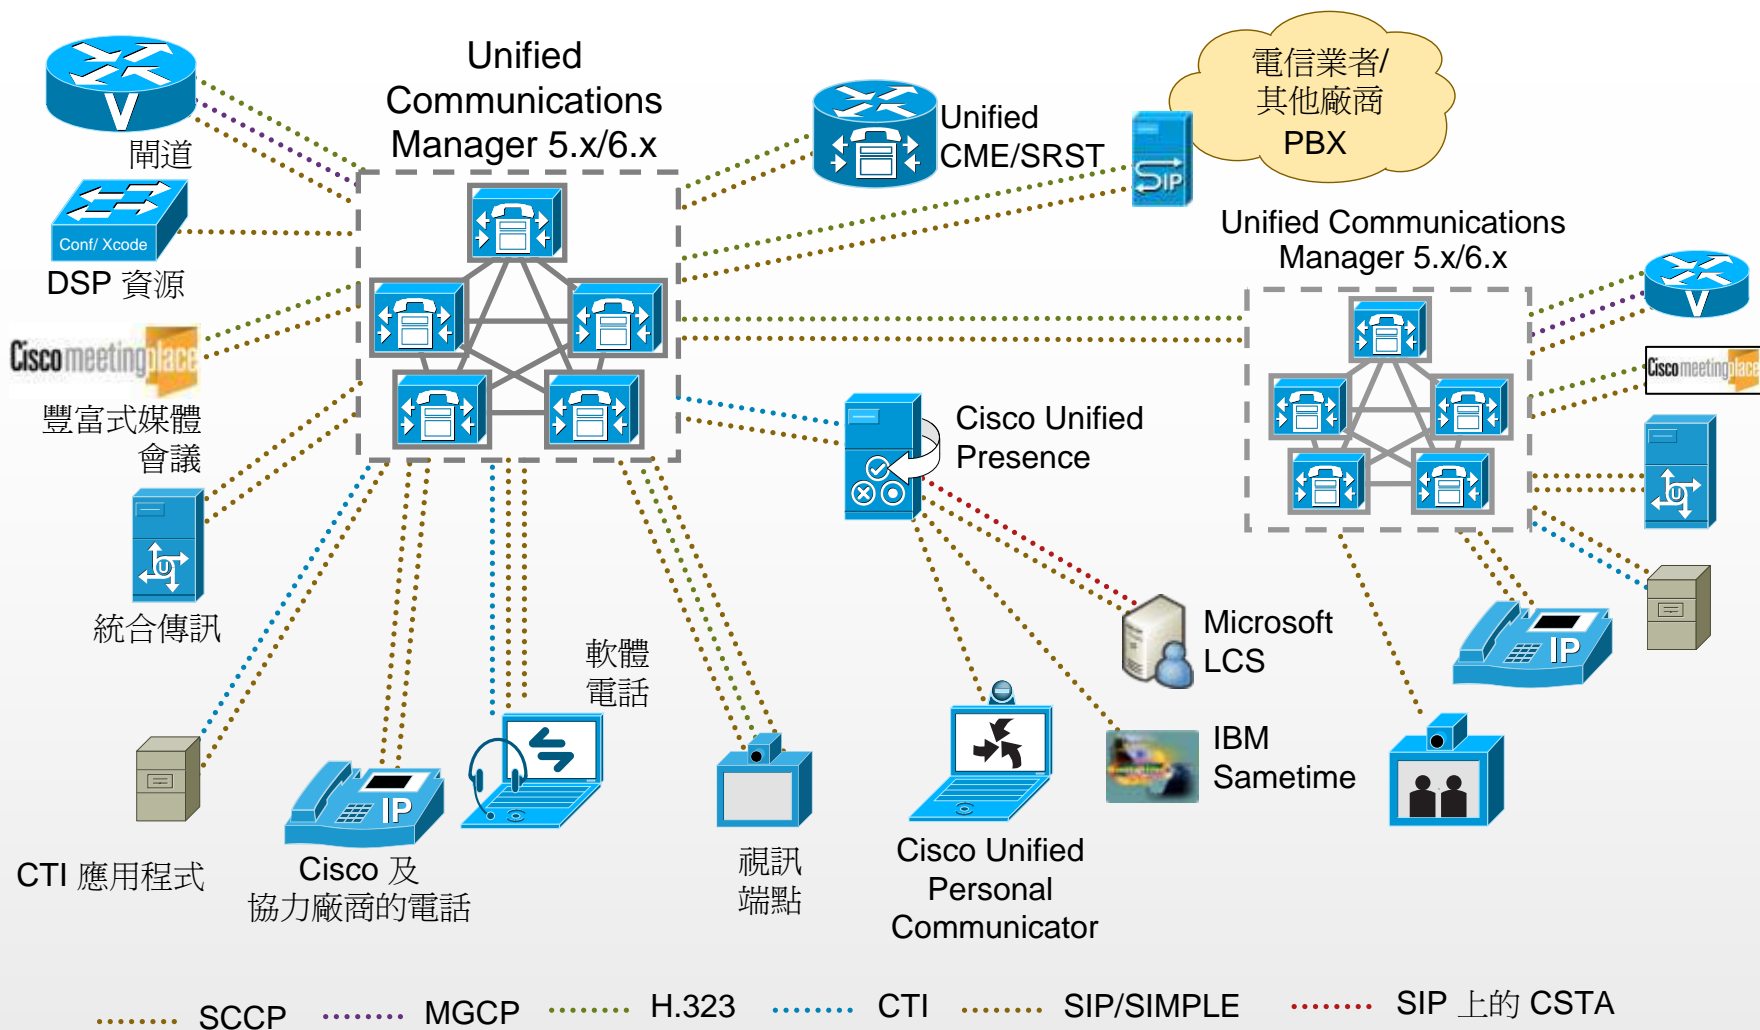 Unified
Communications
Manager 5.x/6.x
電信業者/
其他廠商
PBX
Unified
CME/SRST
SIP
V
閘道
Conf/ Xcode
DSP 資源
Unified Communications
Manager 5.x/6.x
V
Cisco meetingplace
豐富式媒體
會議
Cisco meetingplace
Cisco Unified
Presence
U
統合傳訊
U
軟體
電話
Microsoft
LCS
IP
IBM
Sametime
IP
CTI 應用程式
Cisco 及
協力廠商的電話
視訊
端點
Cisco Unified
Personal
Communicator
SCCP
MGCP
H.323
CTI
SIP/SIMPLE
SIP 上的 CSTA